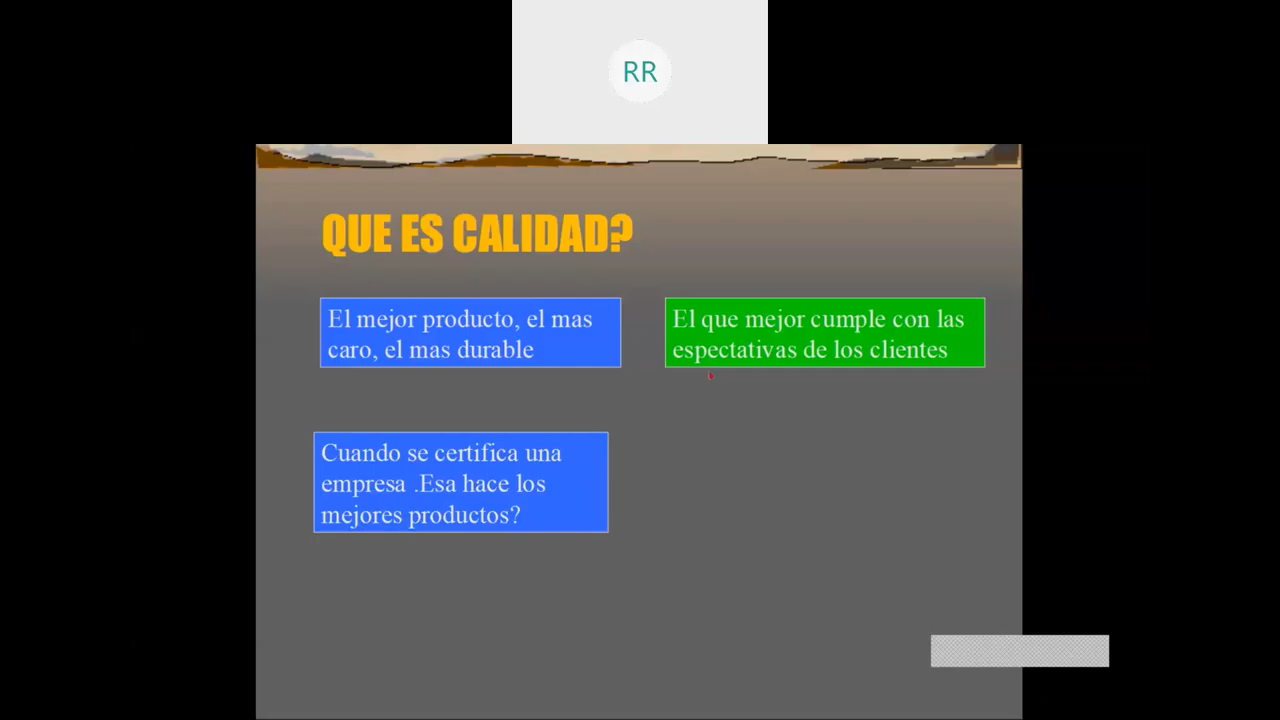 RR
QUE ES CALIDAD?
El mejor producto, el mas
caro, el mas durable
El que mejor cumple con las
espectativas de los clientes
Cuando se certifica una
empresa .Esa hace los
mejores productos?